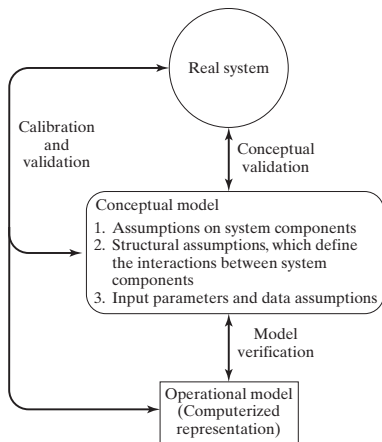 Real system
Calibration
and
validation
Conceptual
validation
Conceptual model
1. Assumptions on system components
2. Structural assumptions, which define
the interactions between system
components
3. Input parameters and data assumptions
Model
verification
Operational model
(Computerized
representation)